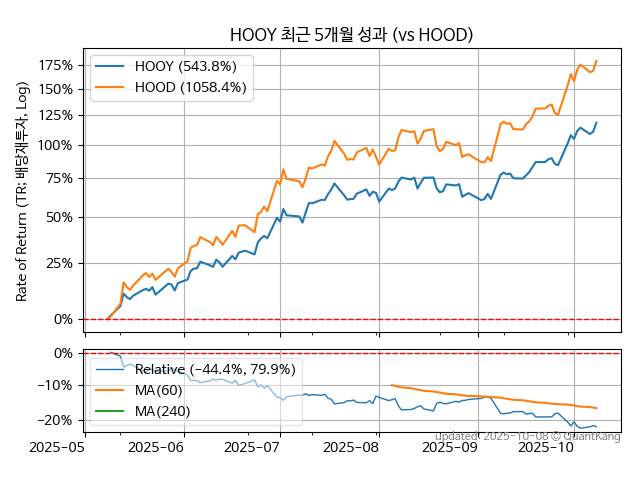 HOOY 최근 5개월 성과 (vs HOOD)
Rate of Return (TR: 배당재투자, Log)
HOOY (543.8%)
HOOD (1058.4%)
175%
150%
125%
100%
75%
50%
25%
0%
0%
−10%
−20%
Relative (−44.4%, 79.9%)
MA(60)
MA(240)
2025−05
2025−06
2025−07
2025−08
2025−09
2025−10
updated: 2025−10−08 © QuantKang